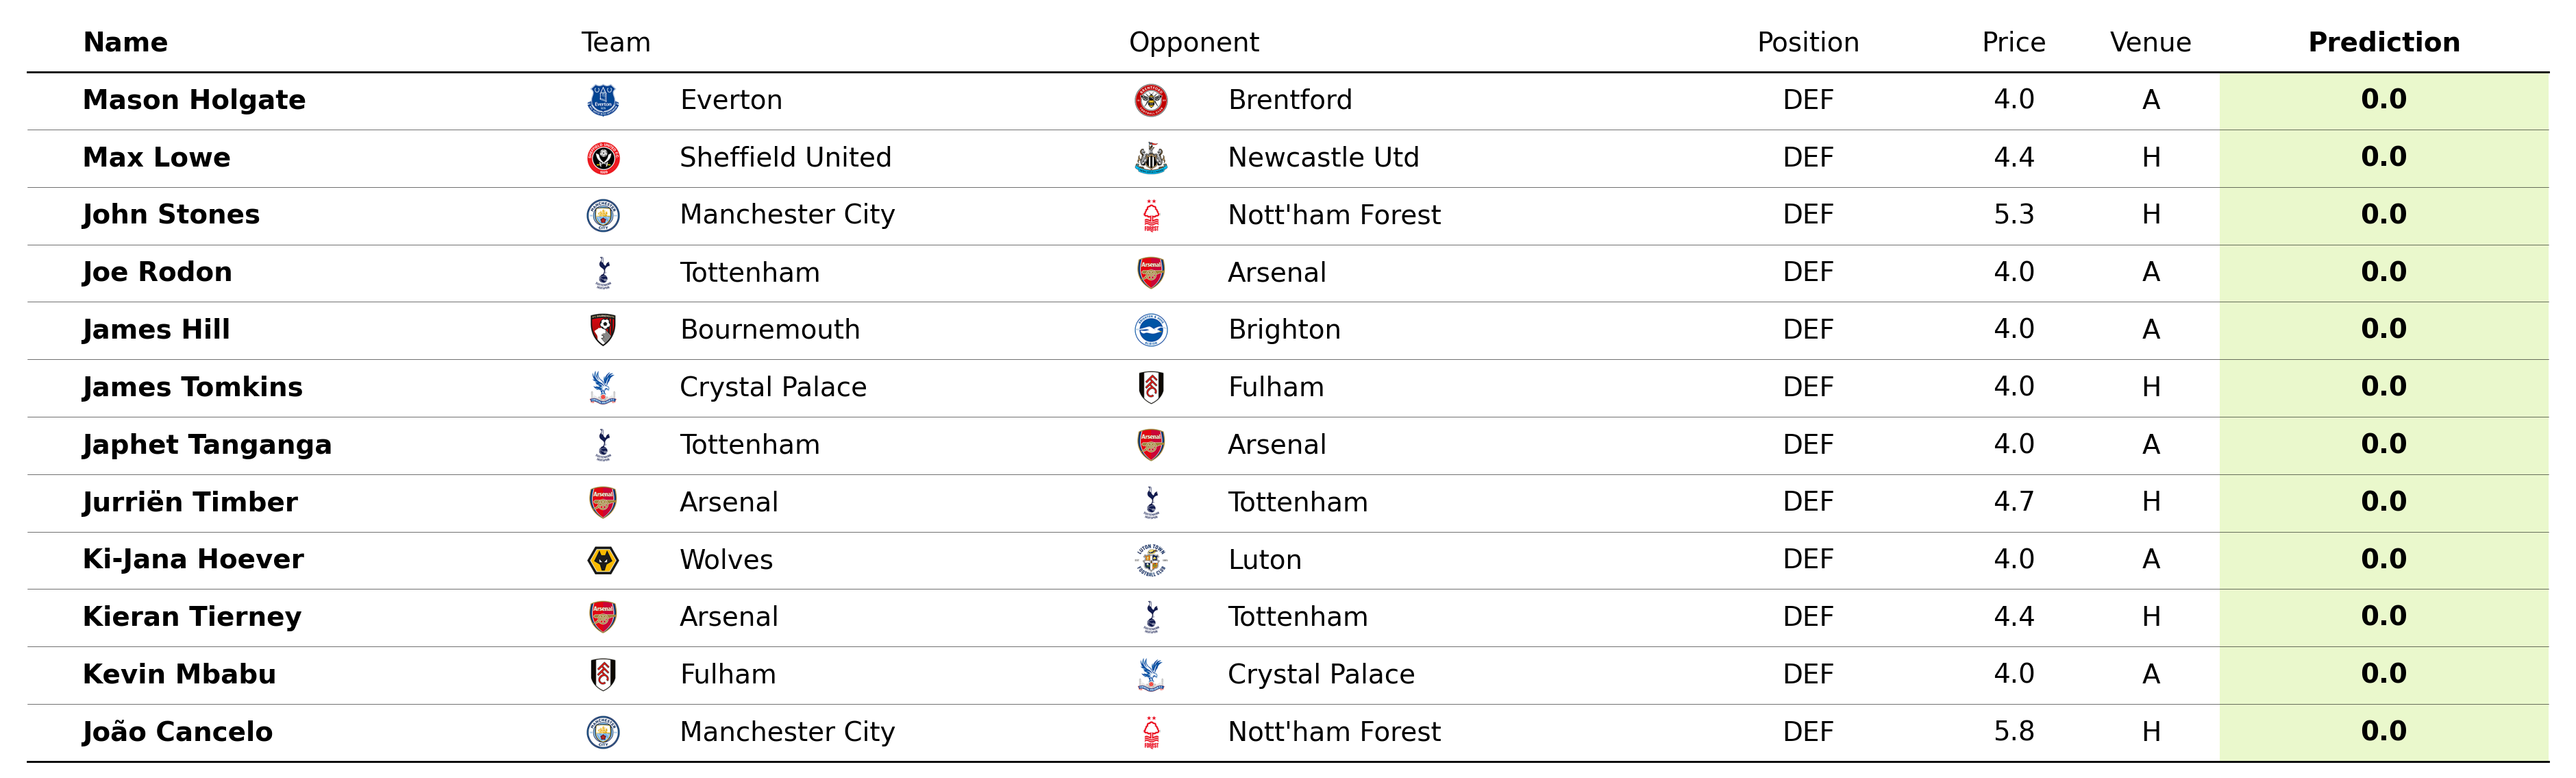 Name Team Opponent Position Price Venue Prediction
Mason Holgate Everton Brentford DEF 4.0 A 0.0
Max Lowe Sheffield United Newcastle Utd DEF 4.4 H 0.0
John Stones Manchester City Nott'ham Forest DEF 5.3 H 0.0
Joe Rodon Tottenham Arsenal DEF 4.0 A 0.0
James Hill Bournemouth Brighton DEF 4.0 A 0.0
James Tomkins Crystal Palace Fulham DEF 4.0 H 0.0
Japhet Tanganga Tottenham Arsenal DEF 4.0 A 0.0
Jurriën Timber Arsenal Tottenham DEF 4.7 H 0.0
Ki-Jana Hoever Wolves Luton DEF 4.0 A 0.0
Kieran Tierney Arsenal Tottenham DEF 4.4 H 0.0
Kevin Mbabu Fulham Crystal Palace DEF 4.0 A 0.0
João Cancelo Manchester City Nott'ham Forest DEF 5.8 H 0.0